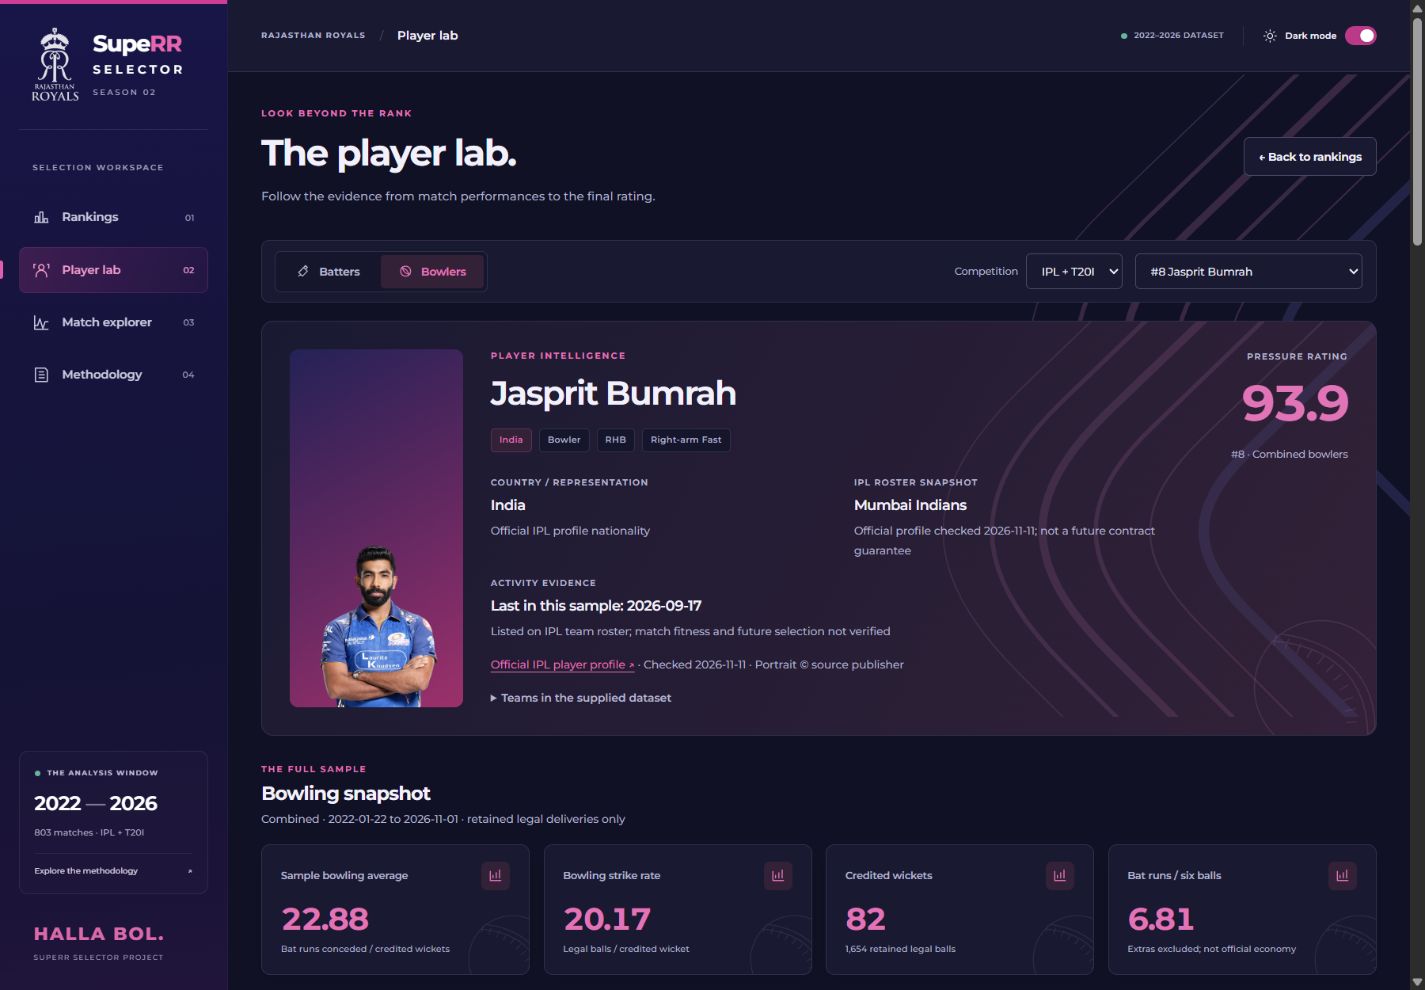 RAJASTHAN
ROYALS
SupeRR
SELECTOR
SEASON 02
SELECTION WORKSPACE
Rankings 01
Player lab 02
Match explorer 03
Methodology 04
THE ANALYSIS WINDOW
2022 — 2026
803 matches · IPL + T20I
Explore the methodology
HALLA BOL.
SUPERR SELECTOR PROJECT
RAJASTHAN ROYALS / Player lab
2022–2026 DATASET
Dark mode
LOOK BEYOND THE RANK
The player lab.
Follow the evidence from match performances to the final rating.
← Back to rankings
Batters Bowlers
Competition IPL + T20I #8 Jasprit Bumrah
PLAYER INTELLIGENCE
Jasprit Bumrah
India Bowler RHB Right-arm Fast
PRESSURE RATING
93.9
#8 · Combined bowlers
COUNTRY / REPRESENTATION
India
Official IPL profile nationality
IPL ROSTER SNAPSHOT
Mumbai Indians
Official profile checked 2026-11-11; not a future contract
guarantee
ACTIVITY EVIDENCE
Last in this sample: 2026-09-17
Listed on IPL team roster; match fitness and future selection not verified
Official IPL player profile ↗ · Checked 2026-11-11 · Portrait © source publisher
▶ Teams in the supplied dataset
Laurits
Knudsen
THE FULL SAMPLE
Bowling snapshot
Combined · 2022-01-22 to 2026-11-01 · retained legal deliveries only
Sample bowling average
22.88
Bat runs conceded / credited wickets
Bowling strike rate
20.17
Legal balls / credited wicket
Credited wickets
82
1,654 retained legal balls
Bat runs / six balls
6.81
Extras excluded; not official economy